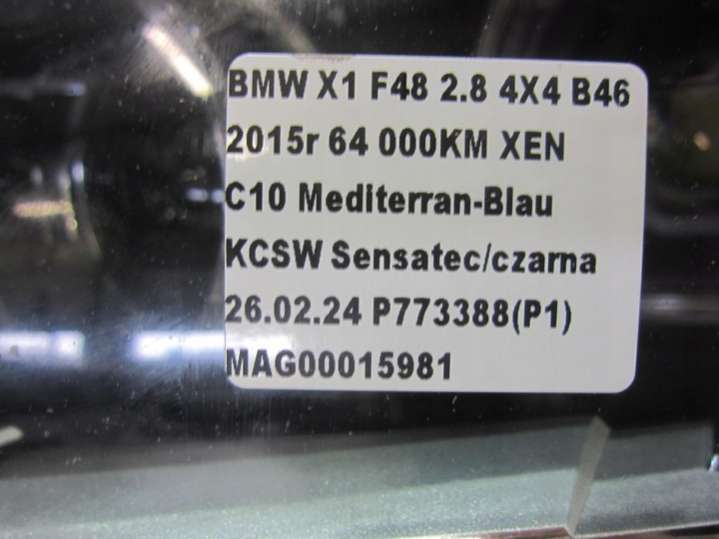 BMW X1 F48 2.8 4X4 B46
2015r 64 000KM XEN
C10 Mediterran-Blau
KCSW Sensatec/czarna
26.02.24 P773388(P1)
MAG00015981